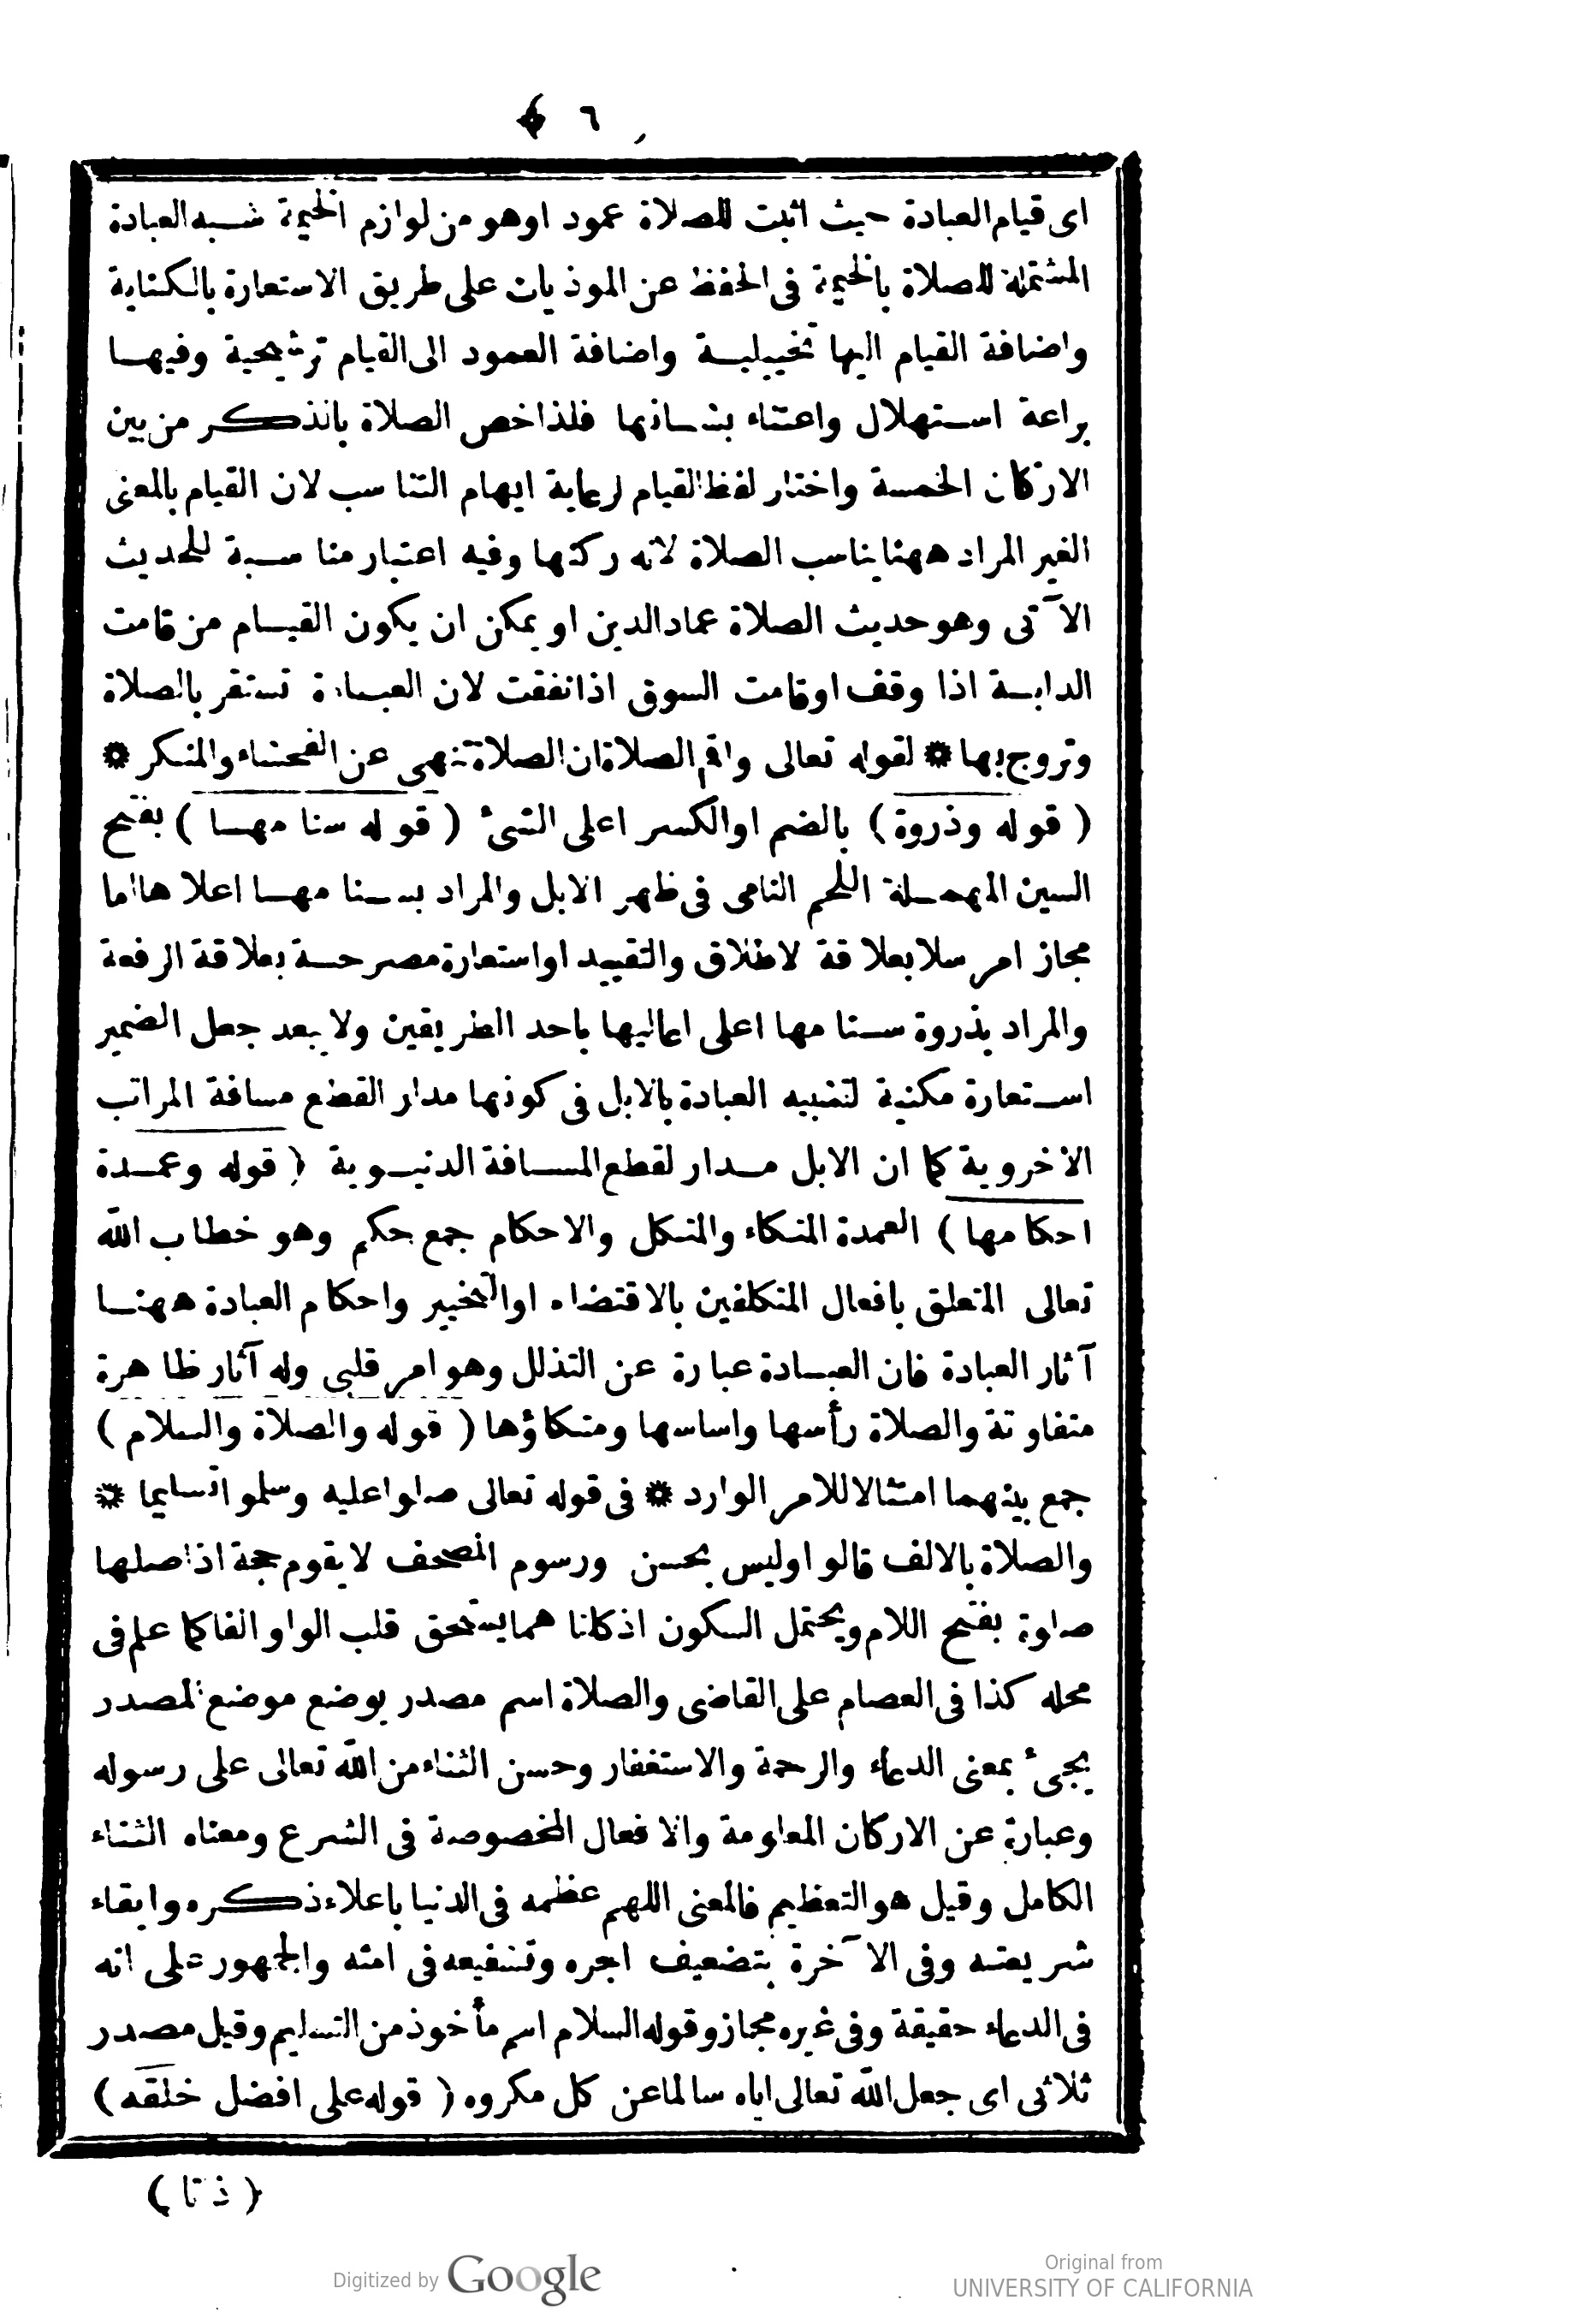 ٦
اى قيام العبادة حيث اثبت للصلاة عمود اوهو من لوازم الخيمة شبه العبادة
المشتملة للصلاة بالخيمة فى الحفظ عن الموذيات على طريق الاستعارة بالكناية
واضافة القيام اليها تخييلية واضافة العمود الى القيام ترشيحية وفيها
براعة استهلال واعتناء بشانها فلذا خص الصلاة بالذكر من بين
الاركان الخمسة واختار لفظ القيام لرعاية ايهام التناسب لان القيام بالمعنى
الغير المراد ههنا يناسب الصلاة لانه ركنها وفيه اعتبار مناسبة للحديث
الآتى وهو حديث الصلاة عماد الدين او يمكن ان يكون القيام من قامت
الدابة اذا وقف اوقامت السوق اذا نفقت لان العبادة تستقر بالصلاة
وتروج بها * لقوله تعالى واقم الصلاة ان الصلاة تنهى عن الفحشاء والمنكر *
( قوله وذروة ) بالضم اوالكسر اعلى الشئ ( قوله سنامها ) بفتح
السين المهملة اللحم النامى فى ظهر الابل والمراد بسنامها اعلاها اما
مجاز امرسلا بعلاقة لاطلاق والتقييد اواستعارة مصرحة بعلاقة الرفعة
والمراد بذروة سنامها اعلى اعاليها باحد الطريقين ولا يبعد جعل الضمير
استعارة مكنية لتشبيه العبادة بالابل فى كونها مدار القطع مسافة المراتب
الاخروية كما ان الابل مدار لقطع المسافة الدنيوية ( قوله وعمدة
احكامها ) العمدة المتكاء والمتكل والاحكام جمع حكم وهو خطاب الله
تعالى المتعلق بافعال المتكلفين بالاقتضاء اوالتخيير واحكام العبادة ههنا
آثار العبادة فان العبادة عبارة عن التذلل وهو امر قلبى وله آثار ظاهرة
متفاوتة والصلاة رأسها واساسها ومتكاؤها ( قوله والصلاة والسلام )
جمع بينهما امتثالا للامر الوارد * فى قوله تعالى صلوا عليه وسلموا تسليما *
والصلاة بالالف قالوا وليس بحسن ورسوم المصحف لا يقوم حجة اذ اصلها
صلوة بفتح اللام ويحتمل السكون اذ كانا هما يستحق قلب الواو الفا كما علم فى
محله كذا فى العصام على القاضى والصلاة اسم مصدر يوضع موضع المصدر
يجىء بمعنى الدعاء والرحمة والاستغفار وحسن الثناء من الله تعالى على رسوله
وعبارة عن الاركان المعلومة والافعال المخصوصة فى الشرع ومعناه الثناء
الكامل وقيل هو التعظيم فالمعنى اللهم عظمه فى الدنيا باعلاء ذكره وابقاء
شريعته وفى الآخرة بتضعيف اجره وتشفيعه فى امته والجمهور على انه
فى الدعاء حقيقة وفى غيره مجاز وقوله السلام اسم مأخوذ من التسليم وقيل مصدر
ثلاثى اى جعل الله تعالى اياه سالما عن كل مكروه ( قوله على افضل خلقه )
( ذتا )
Digitized by Google
Original from
UNIVERSITY OF CALIFORNIA